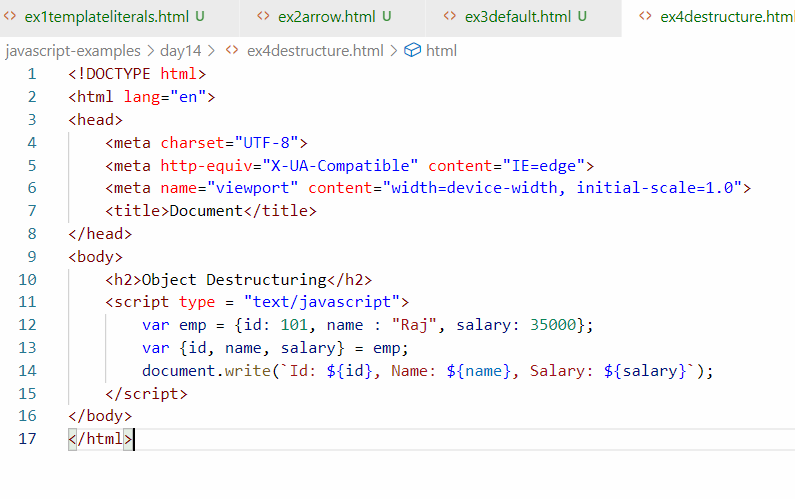 <> ex1templateliterals.html U <> ex2arrow.html U <> ex3default.html U <> ex4destructure.html
javascript-examples > day14 > <> ex4destructure.html > html
1 <!DOCTYPE html>
2 <html lang="en">
3 <head>
4 <meta charset="UTF-8">
5 <meta http-equiv="X-UA-Compatible" content="IE=edge">
6 <meta name="viewport" content="width=device-width, initial-scale=1.0">
7 <title>Document</title>
8 </head>
9 <body>
10 <h2>Object Destructuring</h2>
11 <script type = "text/javascript">
12 var emp = {id: 101, name : "Raj", salary: 35000};
13 var {id, name, salary} = emp;
14 document.write(`Id: ${id}, Name: ${name}, Salary: ${salary}`);
15 </script>
16 </body>
17 </html>